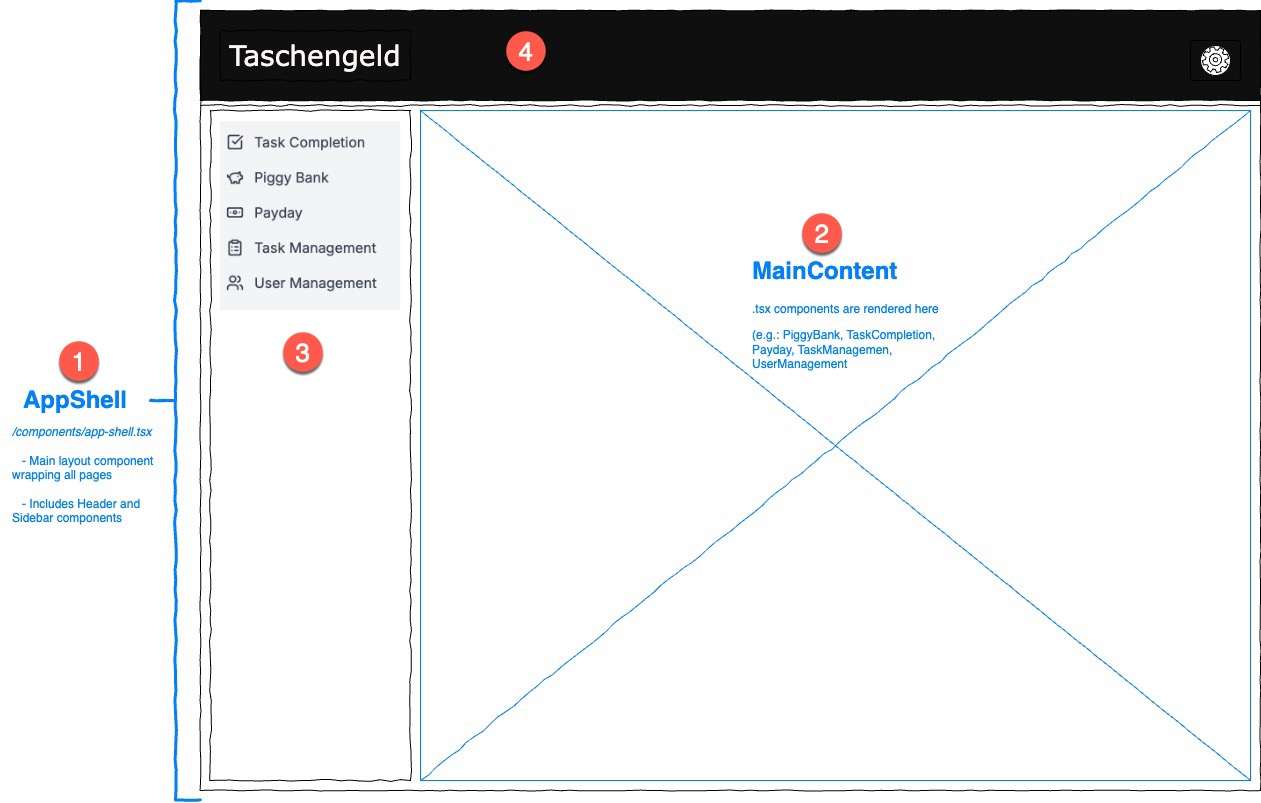 Taschengeld
4
Task Completion
Piggy Bank
Payday
Task Management
User Management
3
1
AppShell
/components/app-shell.tsx
- Main layout component
wrapping all pages
- Includes Header and
Sidebar components
2
MainContent
.tsx components are rendered here
(e.g.: PiggyBank, TaskCompletion,
Payday, TaskManagemen,
UserManagement